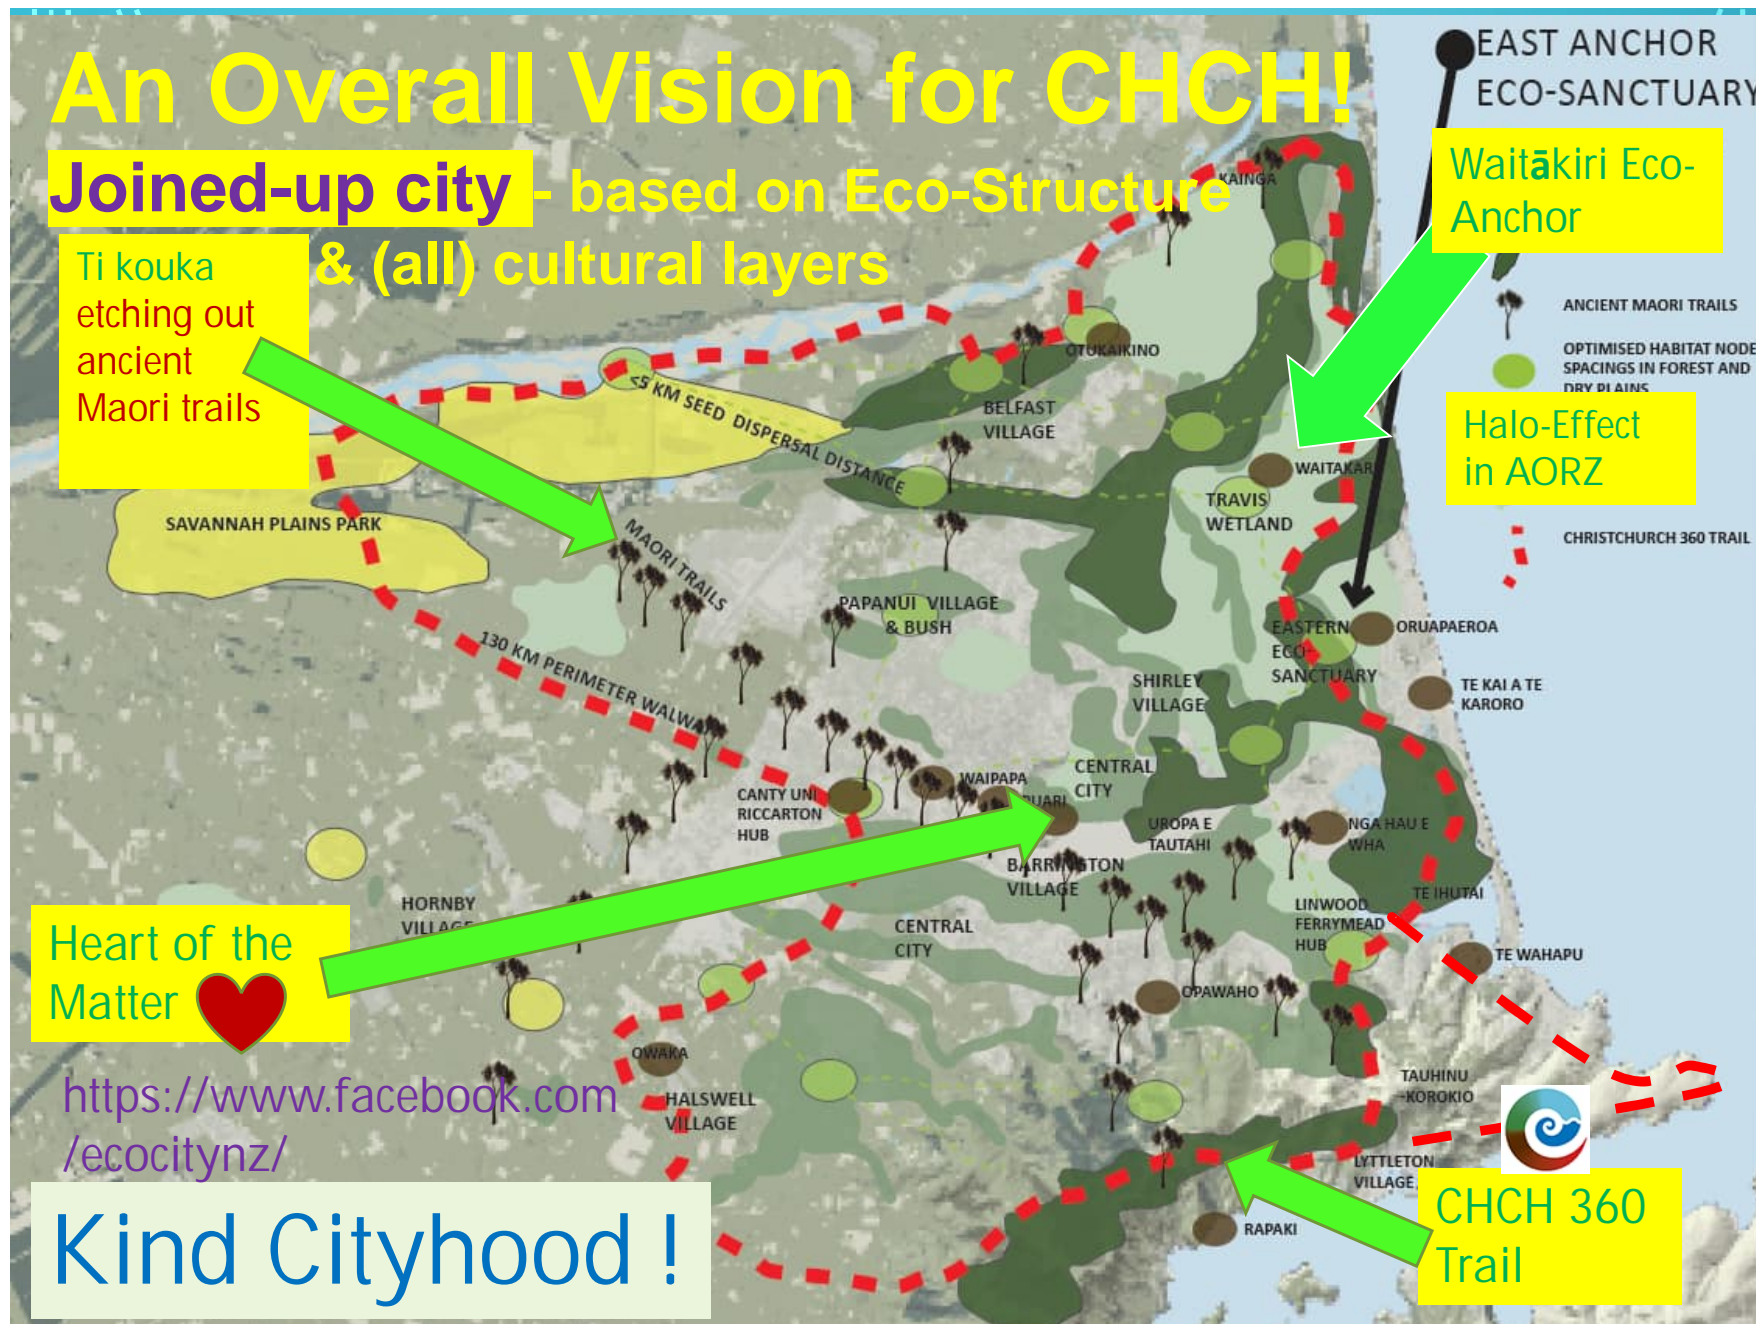 An Overall Vision for CHCH!
Joined-up city - based on Eco-Structure
& (all) cultural layers
Ti kouka
etching out
ancient
Maori trails
EAST ANCHOR
ECO-SANCTUARY
Waitākiri Eco-
Anchor
ANCIENT MAORI TRAILS
OPTIMISED HABITAT NODE
SPACINGS IN FOREST AND
DRY PLAINS
Halo-Effect
in AORZ
CHRISTCHURCH 360 TRAIL
KAINGA
OTUKAIKINO
<5 KM SEED DISPERSAL DISTANCE
BELFAST
VILLAGE
WAITAKARI
TRAVIS
WETLAND
SAVANNAH PLAINS PARK
MAORI TRAILS
PAPANUI VILLAGE
& BUSH
EASTERN
ECO-
SANCTUARY
ORUAPAEROA
130 KM PERIMETER WALWA
SHIRLEY
VILLAGE
TE KAI A TE
KARORO
CENTRAL
CITY
WAIPAPA
PUARI
CANTY UNI
RICCARTON
HUB
UROPA E
TAUTAHI
NGA HAU E
WHA
BARRINGTON
VILLAGE
TE IHUTAI
HORNBY
VILLAGE
LINWOOD
FERRYMEAD
HUB
CENTRAL
CITY
TE WAHAPU
Heart of the
Matter
OPAWAHO
OWAKA
HALSWELL
VILLAGE
TAUHINU
-KOROKIO
https://www.facebook.com
/ecocitynz/
LYTTLETON
VILLAGE
Kind Cityhood !
RAPAKI
CHCH 360
Trail